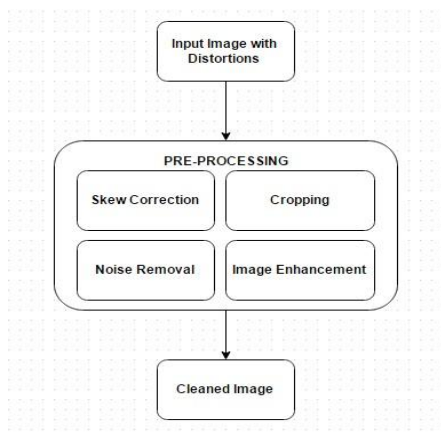 Input Image with
Distortions
PRE-PROCESSING
Skew Correction
Cropping
Noise Removal
Image Enhancement
Cleaned Image